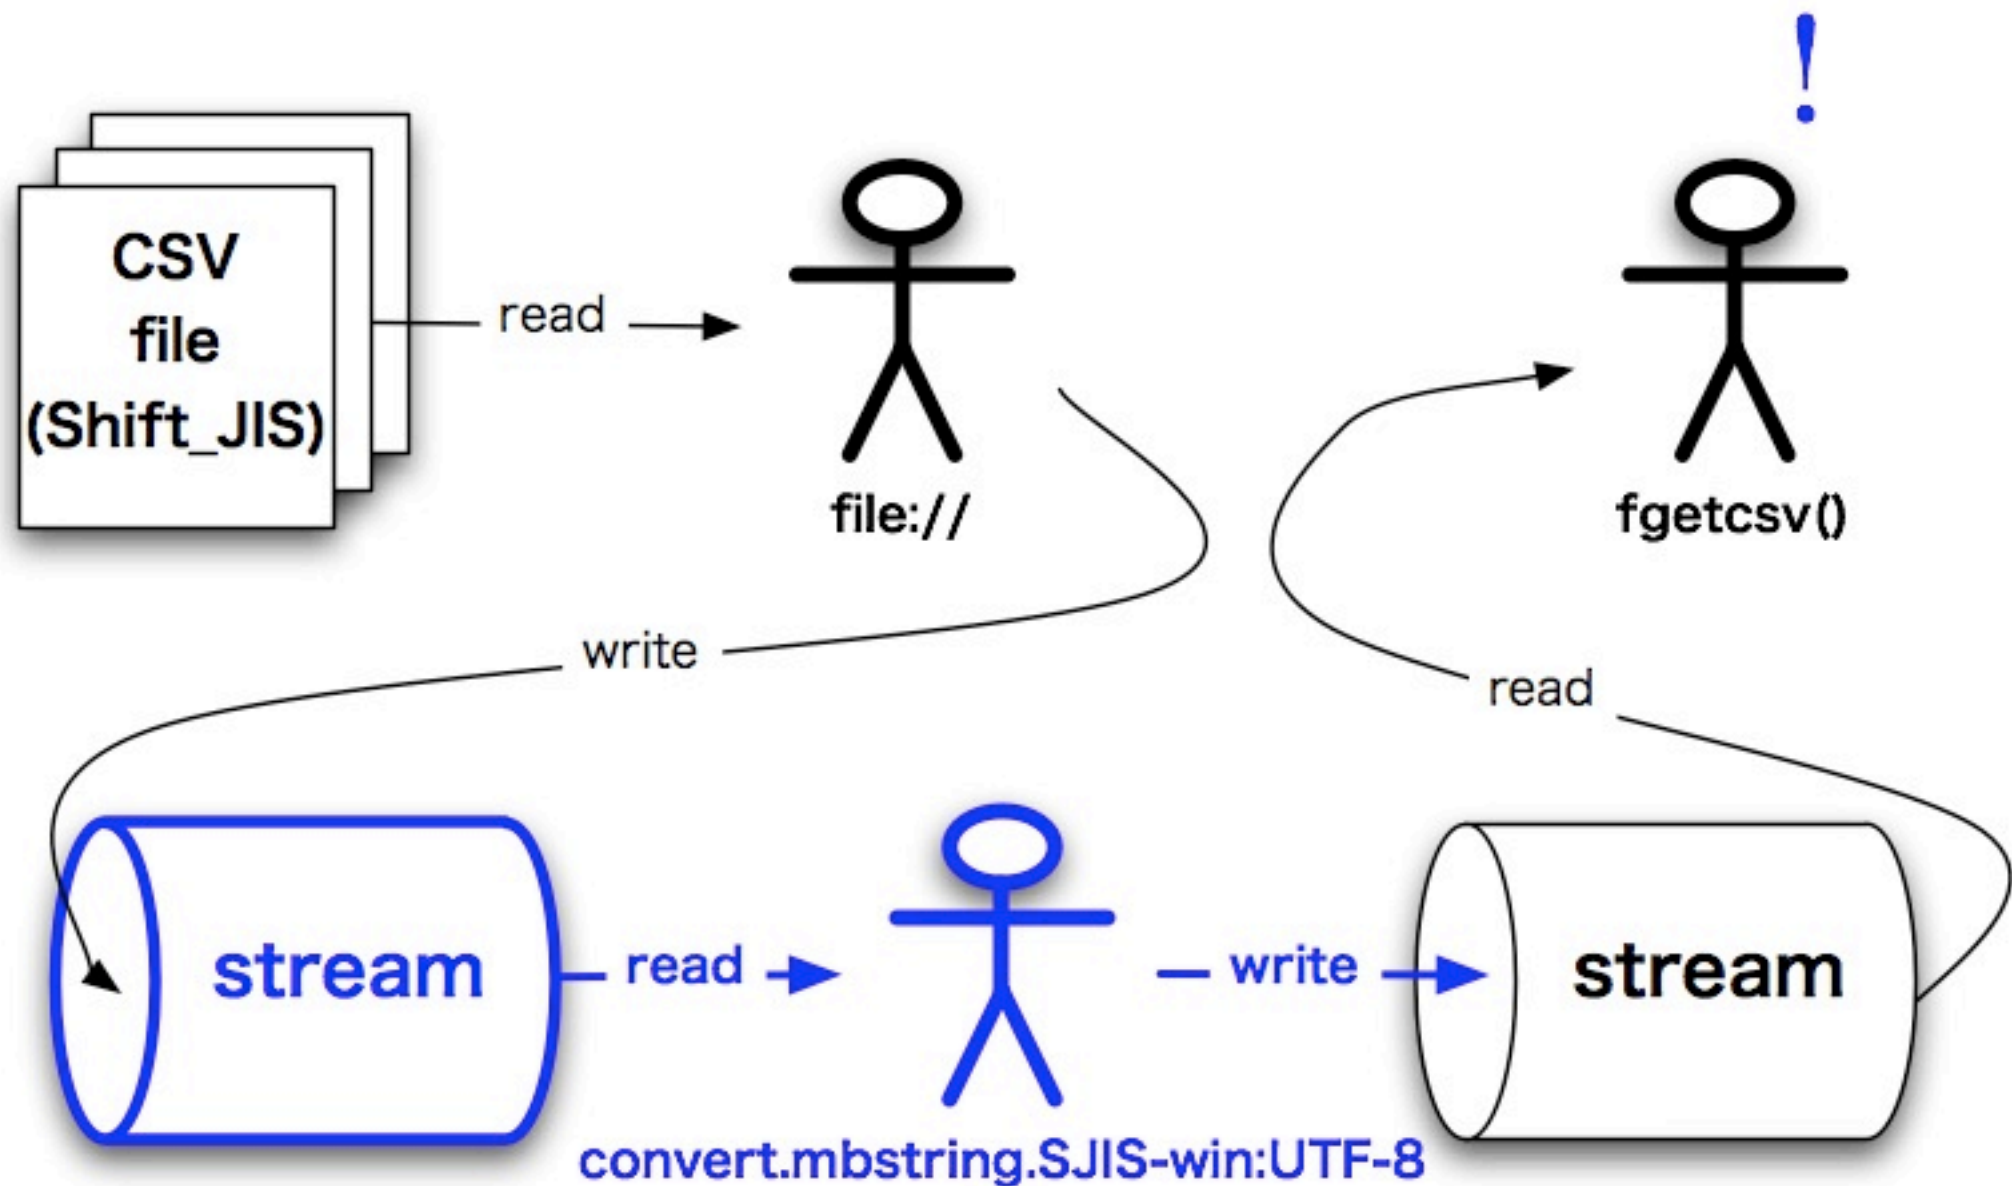 !
CSV
file
(Shift_JIS)
read
file://
fgetcsv()
write
read
stream
read
write
stream
convert.mbstring.SJIS-win:UTF-8